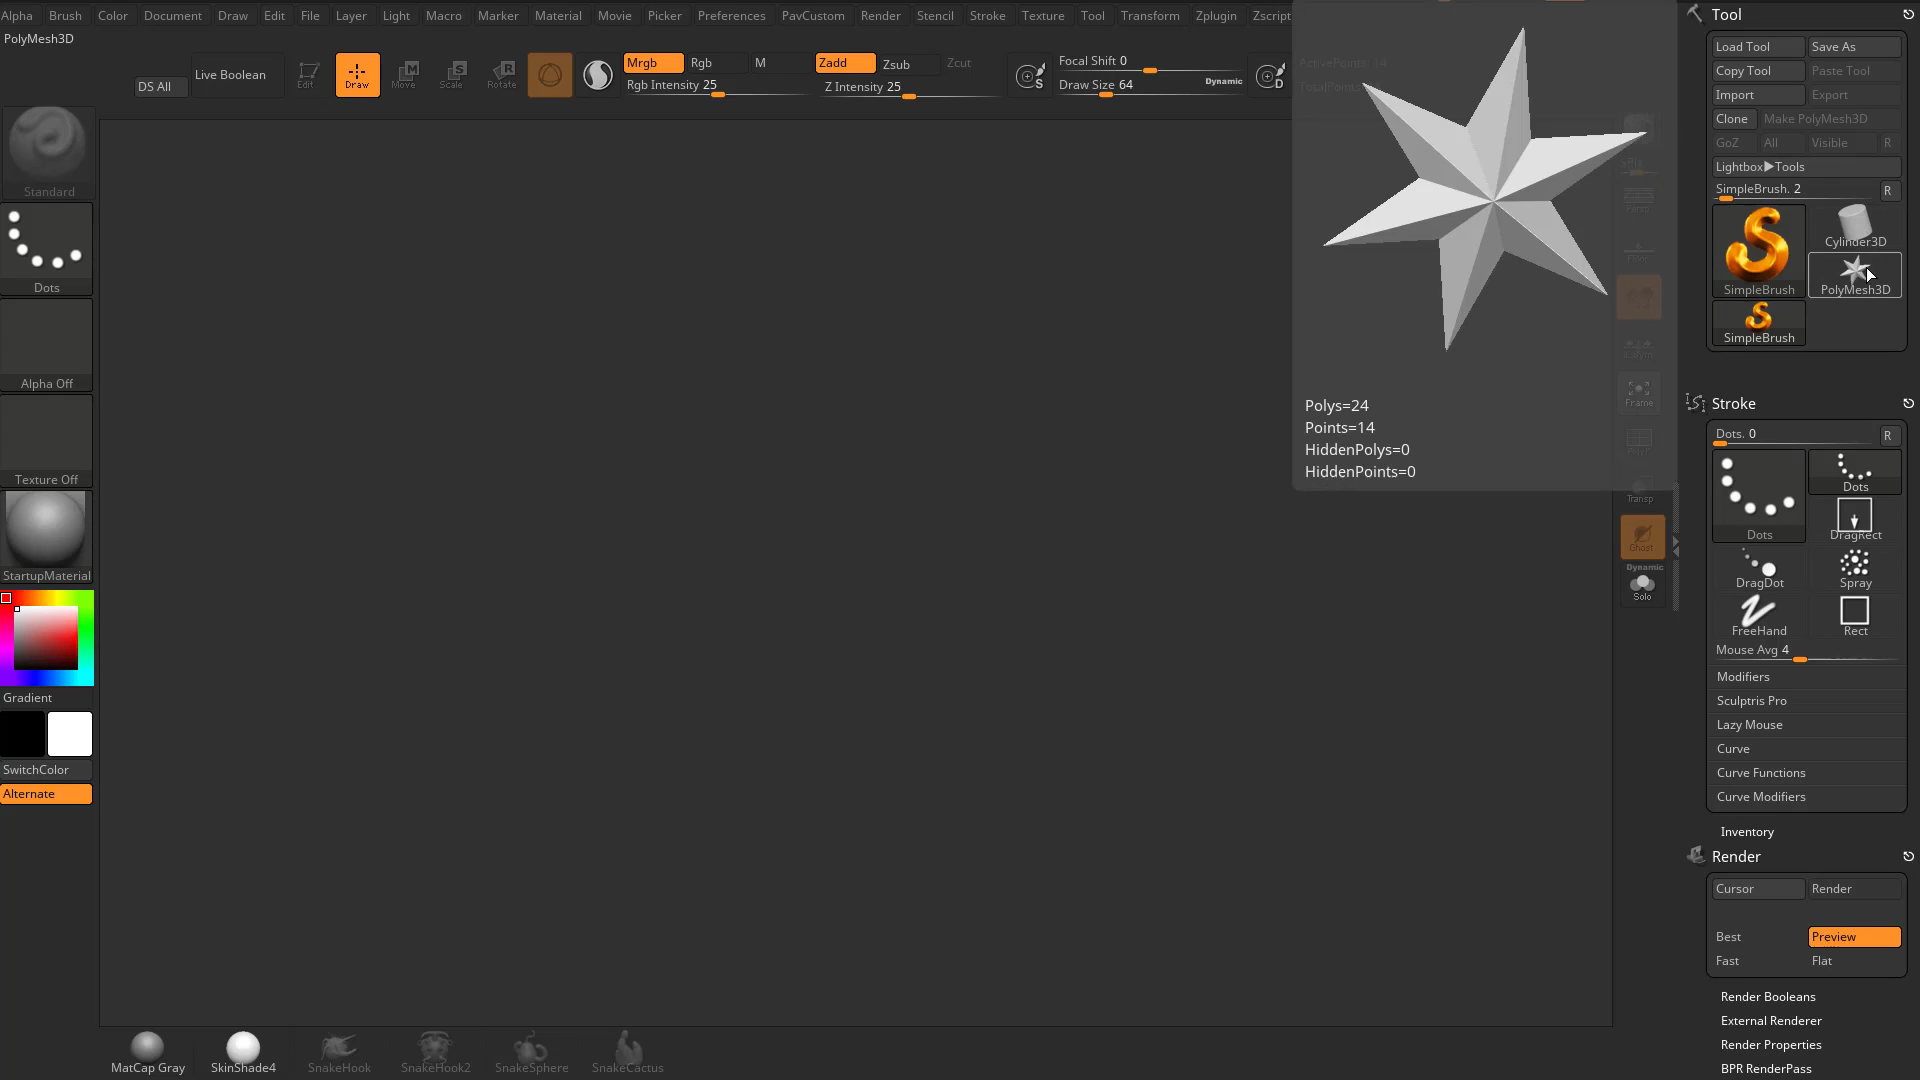 Alpha Brush Color Document Draw Edit File Layer Light Macro Marker Material Movie Picker Preferences PavCustom Render Stencil Stroke Texture Tool Transform Zplugin Zscript
PolyMesh3D
DS All
Live Boolean
Edit
Draw
Move
Scale
Rotate
Mrgb Rgb M
Rgb Intensity 25
Zadd Zsub Zcut
Z Intensity 25
S
Focal Shift 0
Draw Size 64
Dynamic
D
ActivePoints: 14
Standard
Dots
Alpha Off
Texture Off
StartupMaterial
Gradient
SwitchColor
Alternate
Polys=24
Points=14
HiddenPolys=0
HiddenPoints=0
Persp
Frame
Transp
Ghost
Dynamic
Solo
Tool
Load Tool Save As
Copy Tool Paste Tool
Import Export
Clone Make PolyMesh3D
GoZ All Visible R
Lightbox▶Tools
SimpleBrush. 2 R
SimpleBrush
Cylinder3D
PolyMesh3D
SimpleBrush
Stroke
Dots. 0 R
Dots
Dots
DragRect
DragDot
Spray
FreeHand
Rect
Mouse Avg 4
Modifiers
Sculptris Pro
Lazy Mouse
Curve
Curve Functions
Curve Modifiers
Inventory
Render
Cursor Render
Best Preview
Fast Flat
Render Booleans
External Renderer
Render Properties
BPR RenderPass
MatCap Gray SkinShade4 SnakeHook SnakeHook2 SnakeSphere SnakeCactus